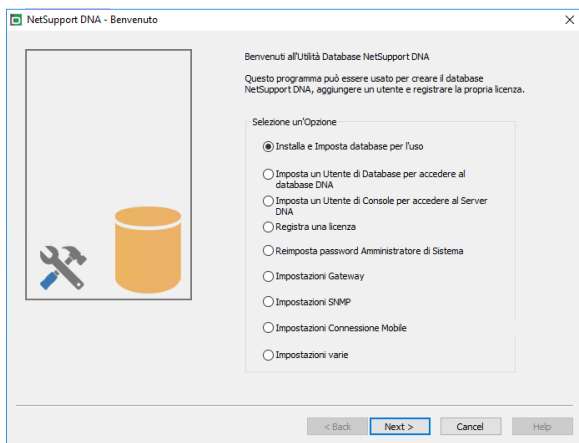 NetSupport DNA - Benvenuto
Benvenuti all'Utilità Database NetSupport DNA
Questo programma può essere usato per creare il database
NetSupport DNA, aggiungere un utente e registrare la propria licenza.
Selezione un'Opzione
Installa e Imposta database per l'uso
Imposta un Utente di Database per accedere al
database DNA
Imposta un Utente di Console per accedere al Server
DNA
Registra una licenza
Reimposta password Amministratore di Sistema
Impostazioni Gateway
Impostazioni SNMP
Impostazioni Connessione Mobile
Impostazioni varie
< Back Next > Cancel Help